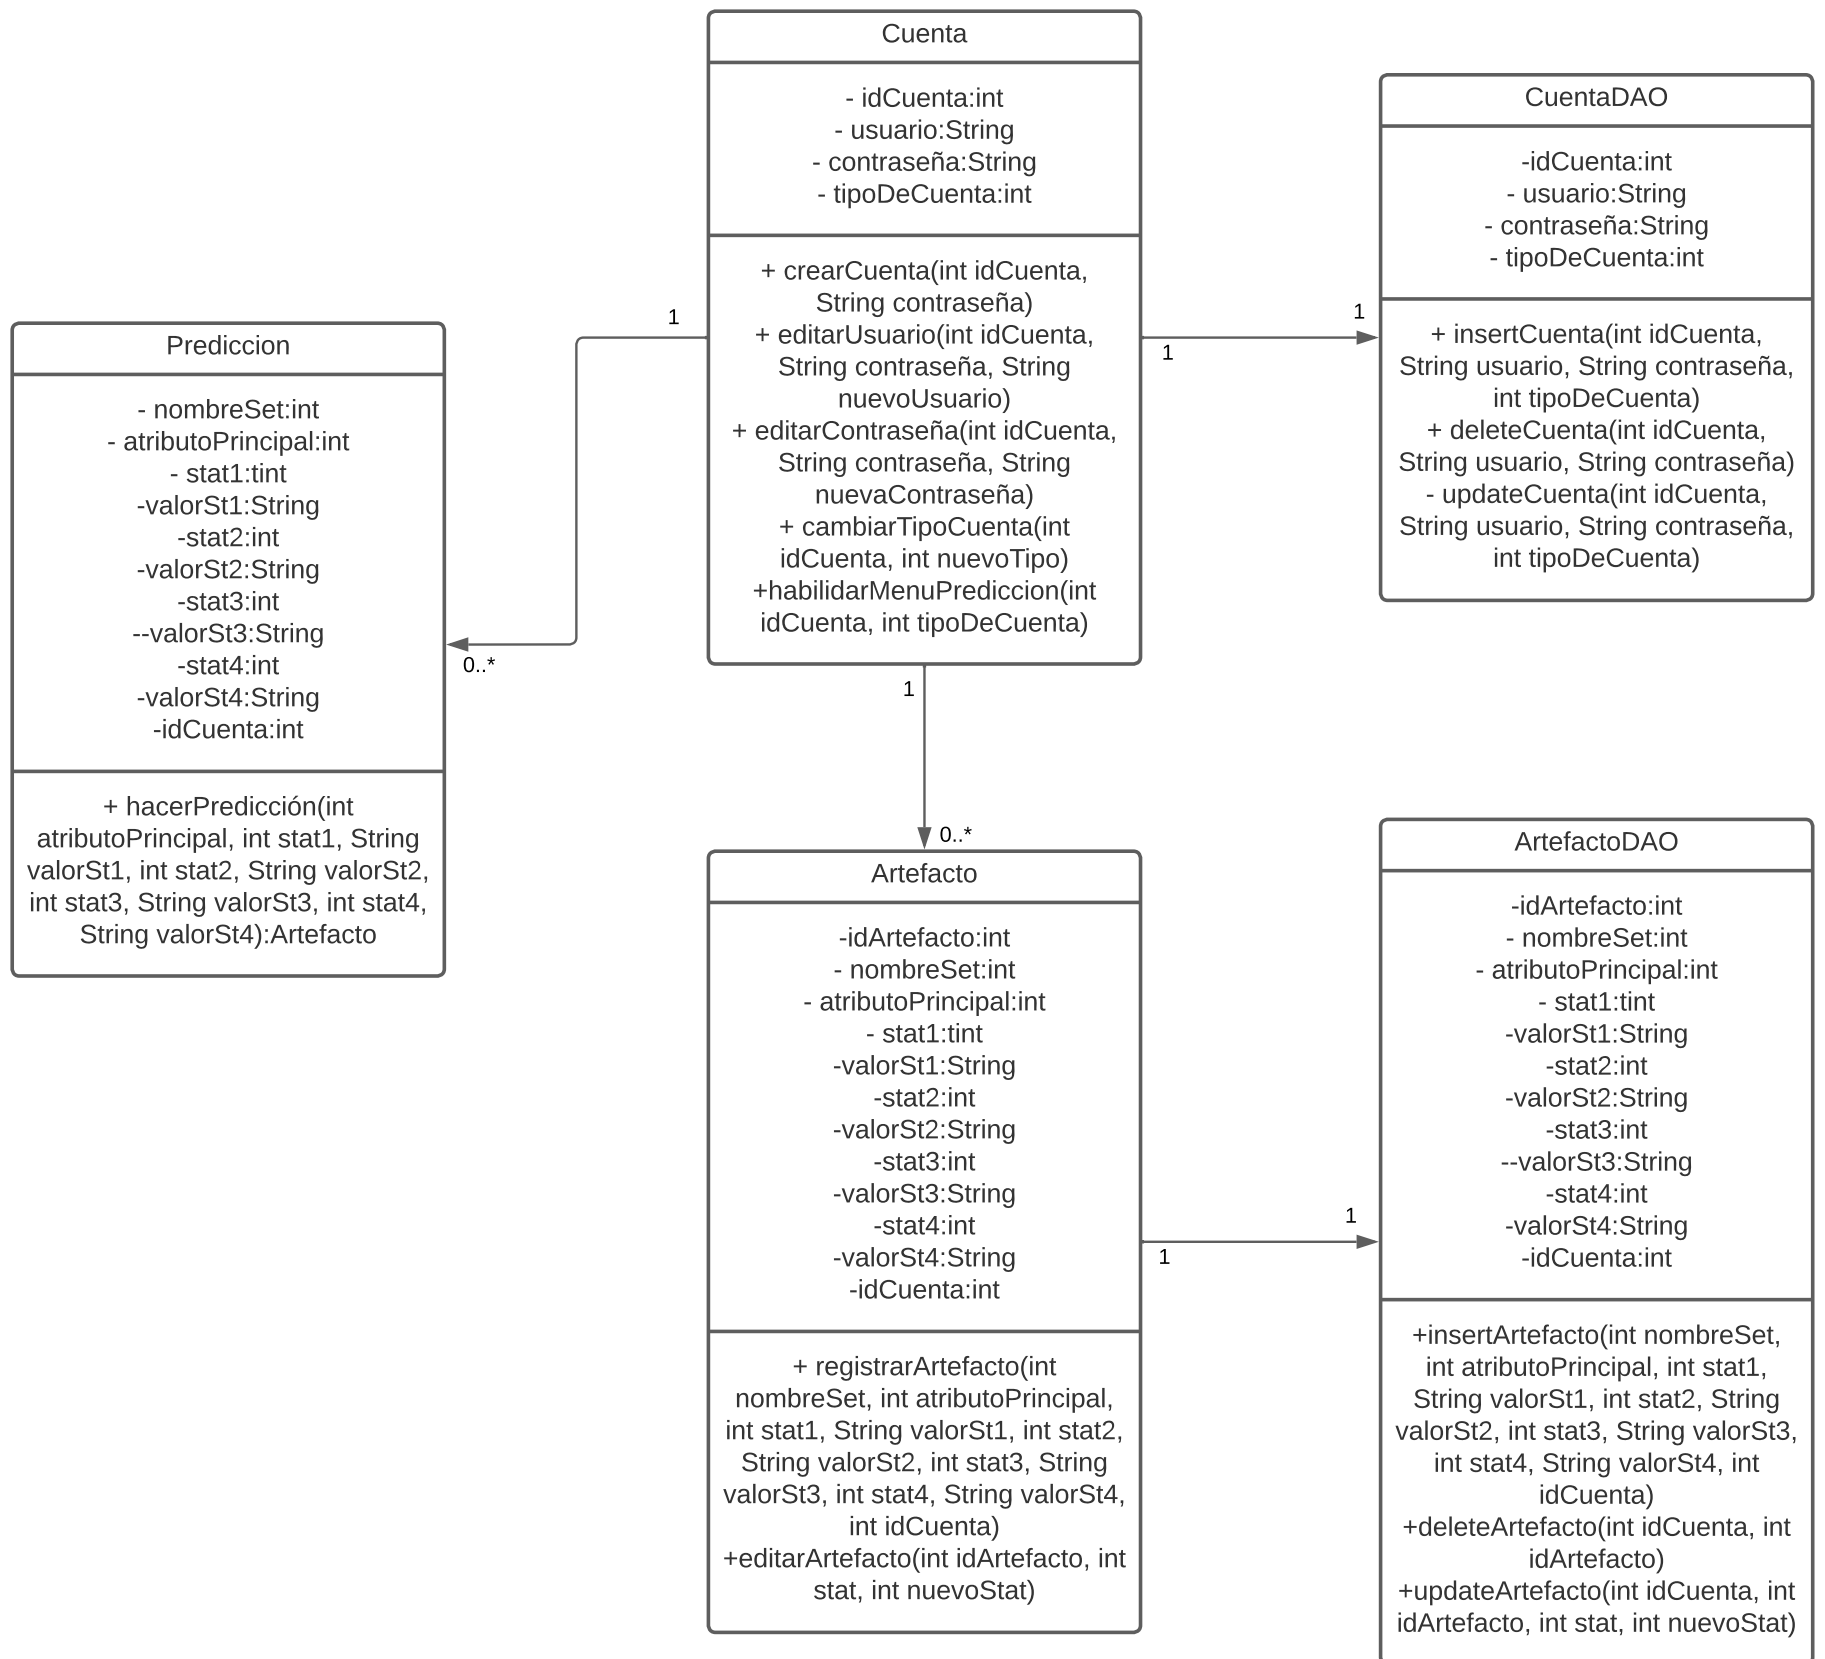 Cuenta
- idCuenta:int
- usuario:String
- contraseña:String
- tipoDeCuenta:int
+ crearCuenta(int idCuenta,
String contraseña)
+ editarUsuario(int idCuenta,
String contraseña, String
nuevoUsuario)
+ editarContraseña(int idCuenta,
String contraseña, String
nuevaContraseña)
+ cambiarTipoCuenta(int
idCuenta, int nuevoTipo)
+habilidarMenuPrediccion(int
idCuenta, int tipoDeCuenta)
CuentaDAO
-idCuenta:int
- usuario:String
- contraseña:String
- tipoDeCuenta:int
+ insertCuenta(int idCuenta,
String usuario, String contraseña,
int tipoDeCuenta)
+ deleteCuenta(int idCuenta,
String usuario, String contraseña)
- updateCuenta(int idCuenta,
String usuario, String contraseña,
int tipoDeCuenta)
1
1
1
0..*
1
0..*
Prediccion
- nombreSet:int
- atributoPrincipal:int
- stat1:tint
-valorSt1:String
-stat2:int
-valorSt2:String
-stat3:int
--valorSt3:String
-stat4:int
-valorSt4:String
-idCuenta:int
+ hacerPredicción(int
atributoPrincipal, int stat1, String
valorSt1, int stat2, String valorSt2,
int stat3, String valorSt3, int stat4,
String valorSt4):Artefacto
Artefacto
-idArtefacto:int
- nombreSet:int
- atributoPrincipal:int
- stat1:tint
-valorSt1:String
-stat2:int
-valorSt2:String
-stat3:int
-valorSt3:String
-stat4:int
-valorSt4:String
-idCuenta:int
+ registrarArtefacto(int
nombreSet, int atributoPrincipal,
int stat1, String valorSt1, int stat2,
String valorSt2, int stat3, String
valorSt3, int stat4, String valorSt4,
int idCuenta)
+editarArtefacto(int idArtefacto, int
stat, int nuevoStat)
1
1
ArtefactoDAO
-idArtefacto:int
- nombreSet:int
- atributoPrincipal:int
- stat1:tint
-valorSt1:String
-stat2:int
-valorSt2:String
-stat3:int
--valorSt3:String
-stat4:int
-valorSt4:String
-idCuenta:int
+insertArtefacto(int nombreSet,
int atributoPrincipal, int stat1,
String valorSt1, int stat2, String
valorSt2, int stat3, String valorSt3,
int stat4, String valorSt4, int
idCuenta)
+deleteArtefacto(int idCuenta, int
idArtefacto)
+updateArtefacto(int idCuenta, int
idArtefacto, int stat, int nuevoStat)